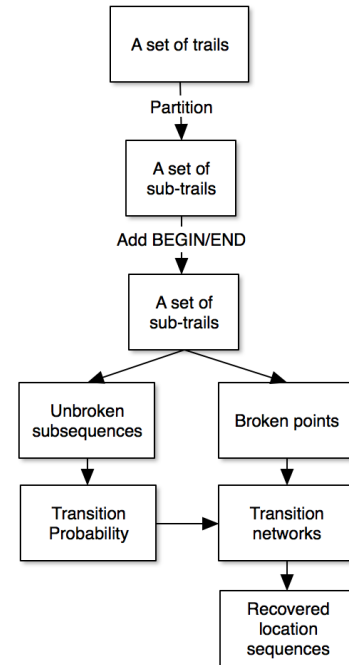 A set of trails
Partition
A set of
sub-trails
Add BEGIN/END
A set of
sub-trails
Unbroken
subsequences
Broken points
Transition
Probability
Transition
networks
Recovered
location
sequences